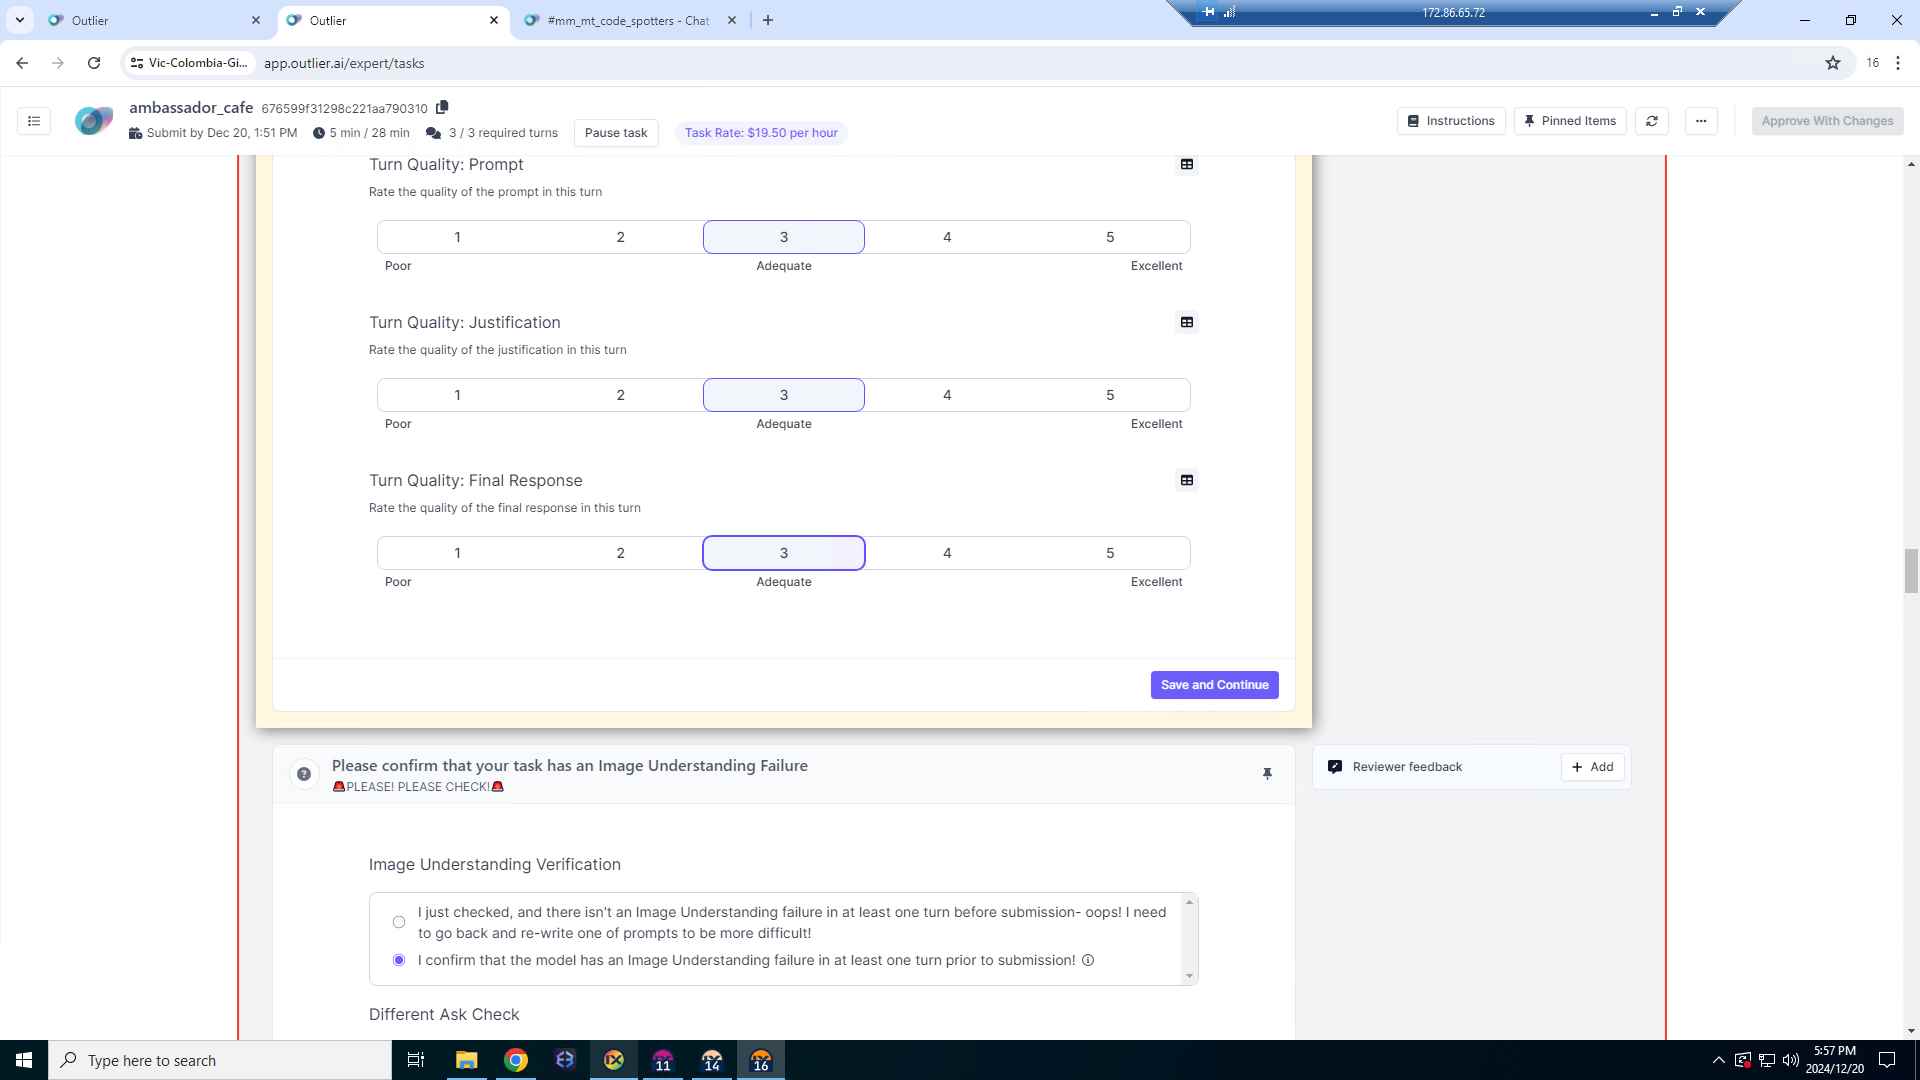 Outlier
Outlier
#mm_mt_code_spotters - Chat
172.86.65.72
Vic-Colombia-Gi...
app.outlier.ai/expert/tasks
16
ambassador_cafe 676599f31298c221aa790310
Submit by Dec 20, 1:51 PM
5 min / 28 min
3 / 3 required turns
Pause task
Task Rate: $19.50 per hour
Instructions
Pinned Items
Approve With Changes
Turn Quality: Prompt
Rate the quality of the prompt in this turn
1 2 3 4 5
Poor Adequate Excellent
Turn Quality: Justification
Rate the quality of the justification in this turn
1 2 3 4 5
Poor Adequate Excellent
Turn Quality: Final Response
Rate the quality of the final response in this turn
1 2 3 4 5
Poor Adequate Excellent
Save and Continue
Please confirm that your task has an Image Understanding Failure
🚨PLEASE! PLEASE CHECK!🚨
Reviewer feedback
+ Add
Image Understanding Verification
I just checked, and there isn't an Image Understanding failure in at least one turn before submission- oops! I need
to go back and re-write one of prompts to be more difficult!
I confirm that the model has an Image Understanding failure in at least one turn prior to submission!
Different Ask Check
Type here to search
11
14
16
5:57 PM
2024/12/20